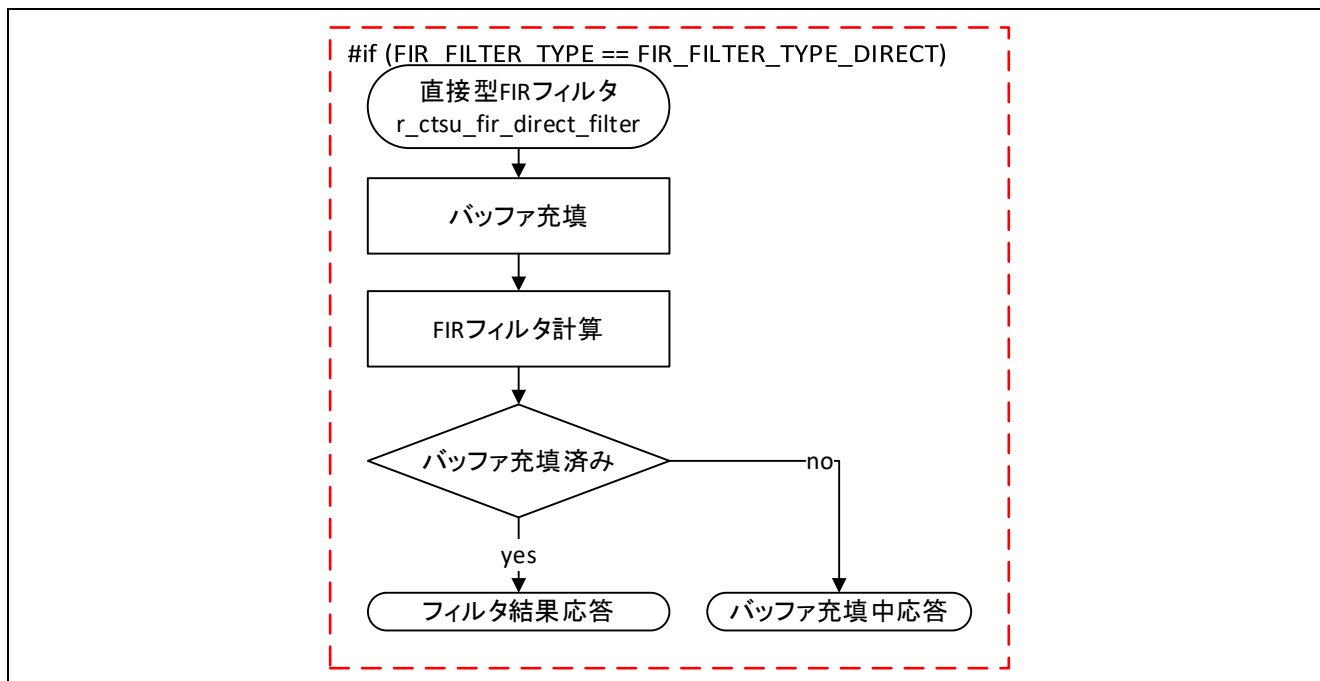 #if (FIR_FILTER_TYPE == FIR_FILTER_TYPE_DIRECT)
直接型FIRフィルタ
r_ctsu_fir_direct_filter
バッファ充填
FIRフィルタ計算
バッファ充填済み
no
yes
フィルタ結果応答
バッファ充填中応答